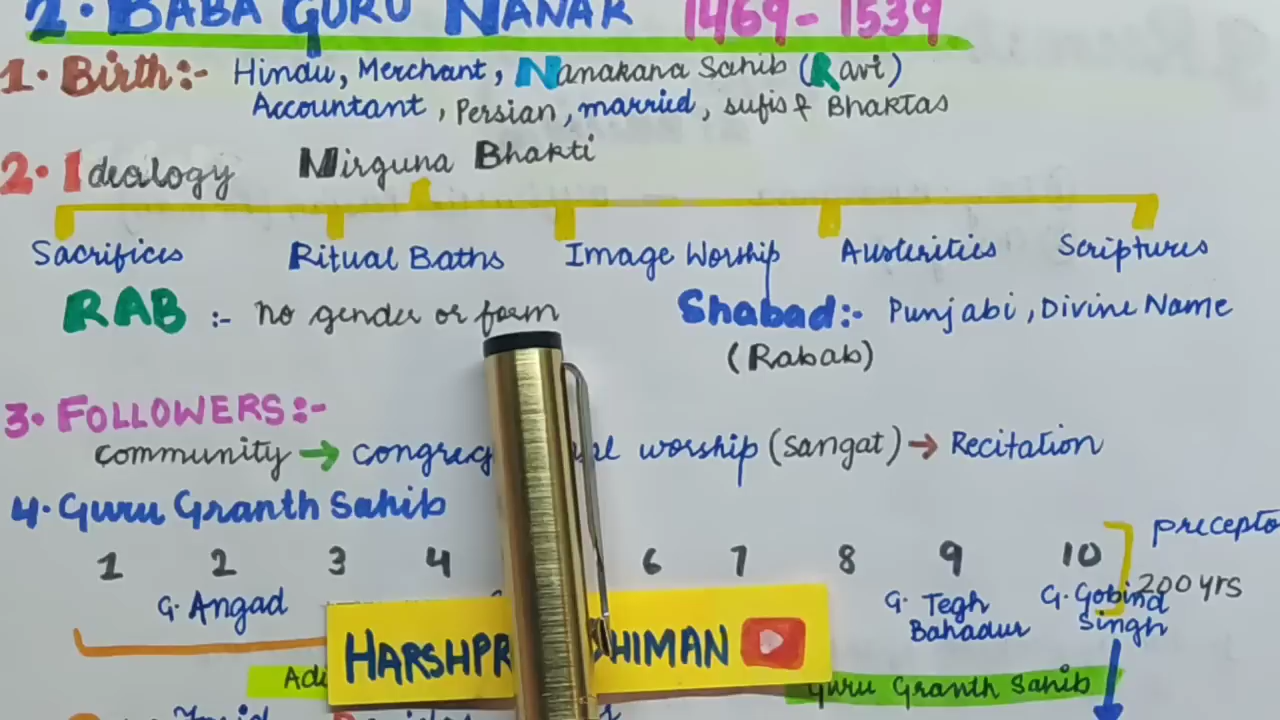 2. BABA GURU NANAK 1469-1539
1. Birth:- Hindu, Merchant, Nanakana Sahib (Ravi)
Accountant, Persian, married, sufis & Bhaktas
2. Idealogy Nirguna Bhakti
Sacrifices Ritual Baths Image Worship Austerities Scriptures
RAB :- no gender or form Shabad:- Punjabi, Divine Name
(Rabab)
3. FOLLOWERS:-
community → worship (sangat) → Recitation
4. Guru Granth Sahib
1 2 3 4 6 7 8 9 10
G. Angad G. Tegh Bahadur G. Gobind Singh 200 yrs
HARSHPR HIMAN
Guru Granth Sahib